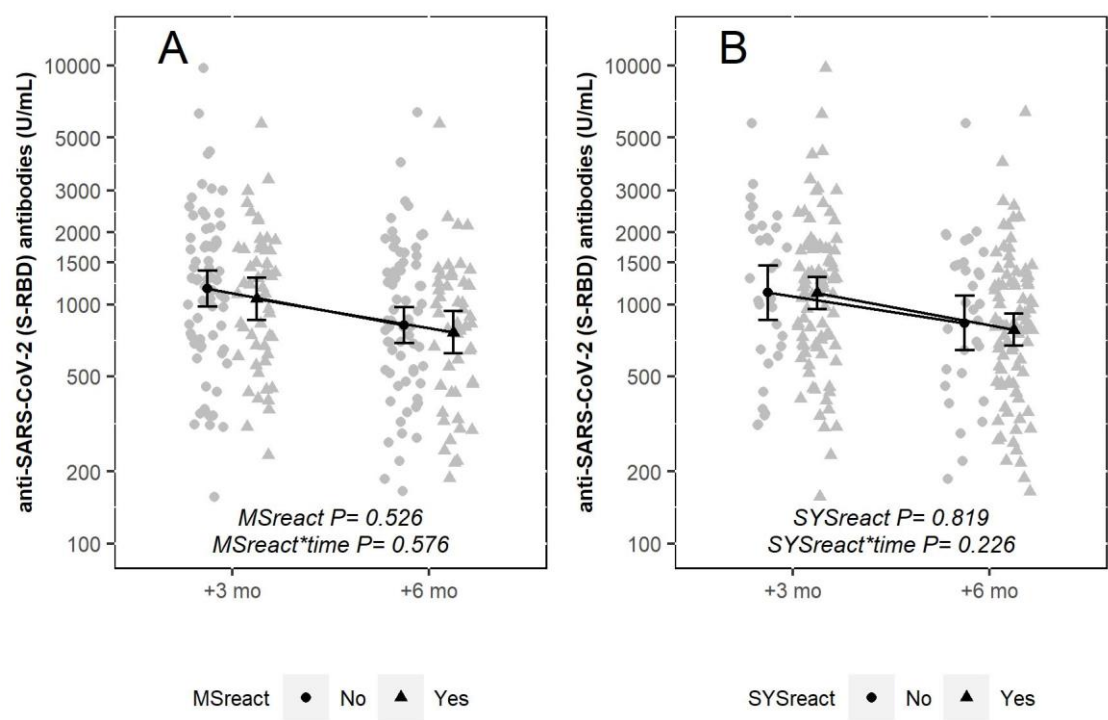 A
anti-SARS-CoV-2 (S-RBD) antibodies (U/mL)
10000
5000
3000
2000
1500
1000
500
200
100
MSreact P= 0.526
MSreact*time P= 0.576
+3 mo
+6 mo
MSreact No Yes
B
anti-SARS-CoV-2 (S-RBD) antibodies (U/mL)
10000
5000
3000
2000
1500
1000
500
200
100
SYSreact P= 0.819
SYSreact*time P= 0.226
+3 mo
+6 mo
SYSreact No Yes